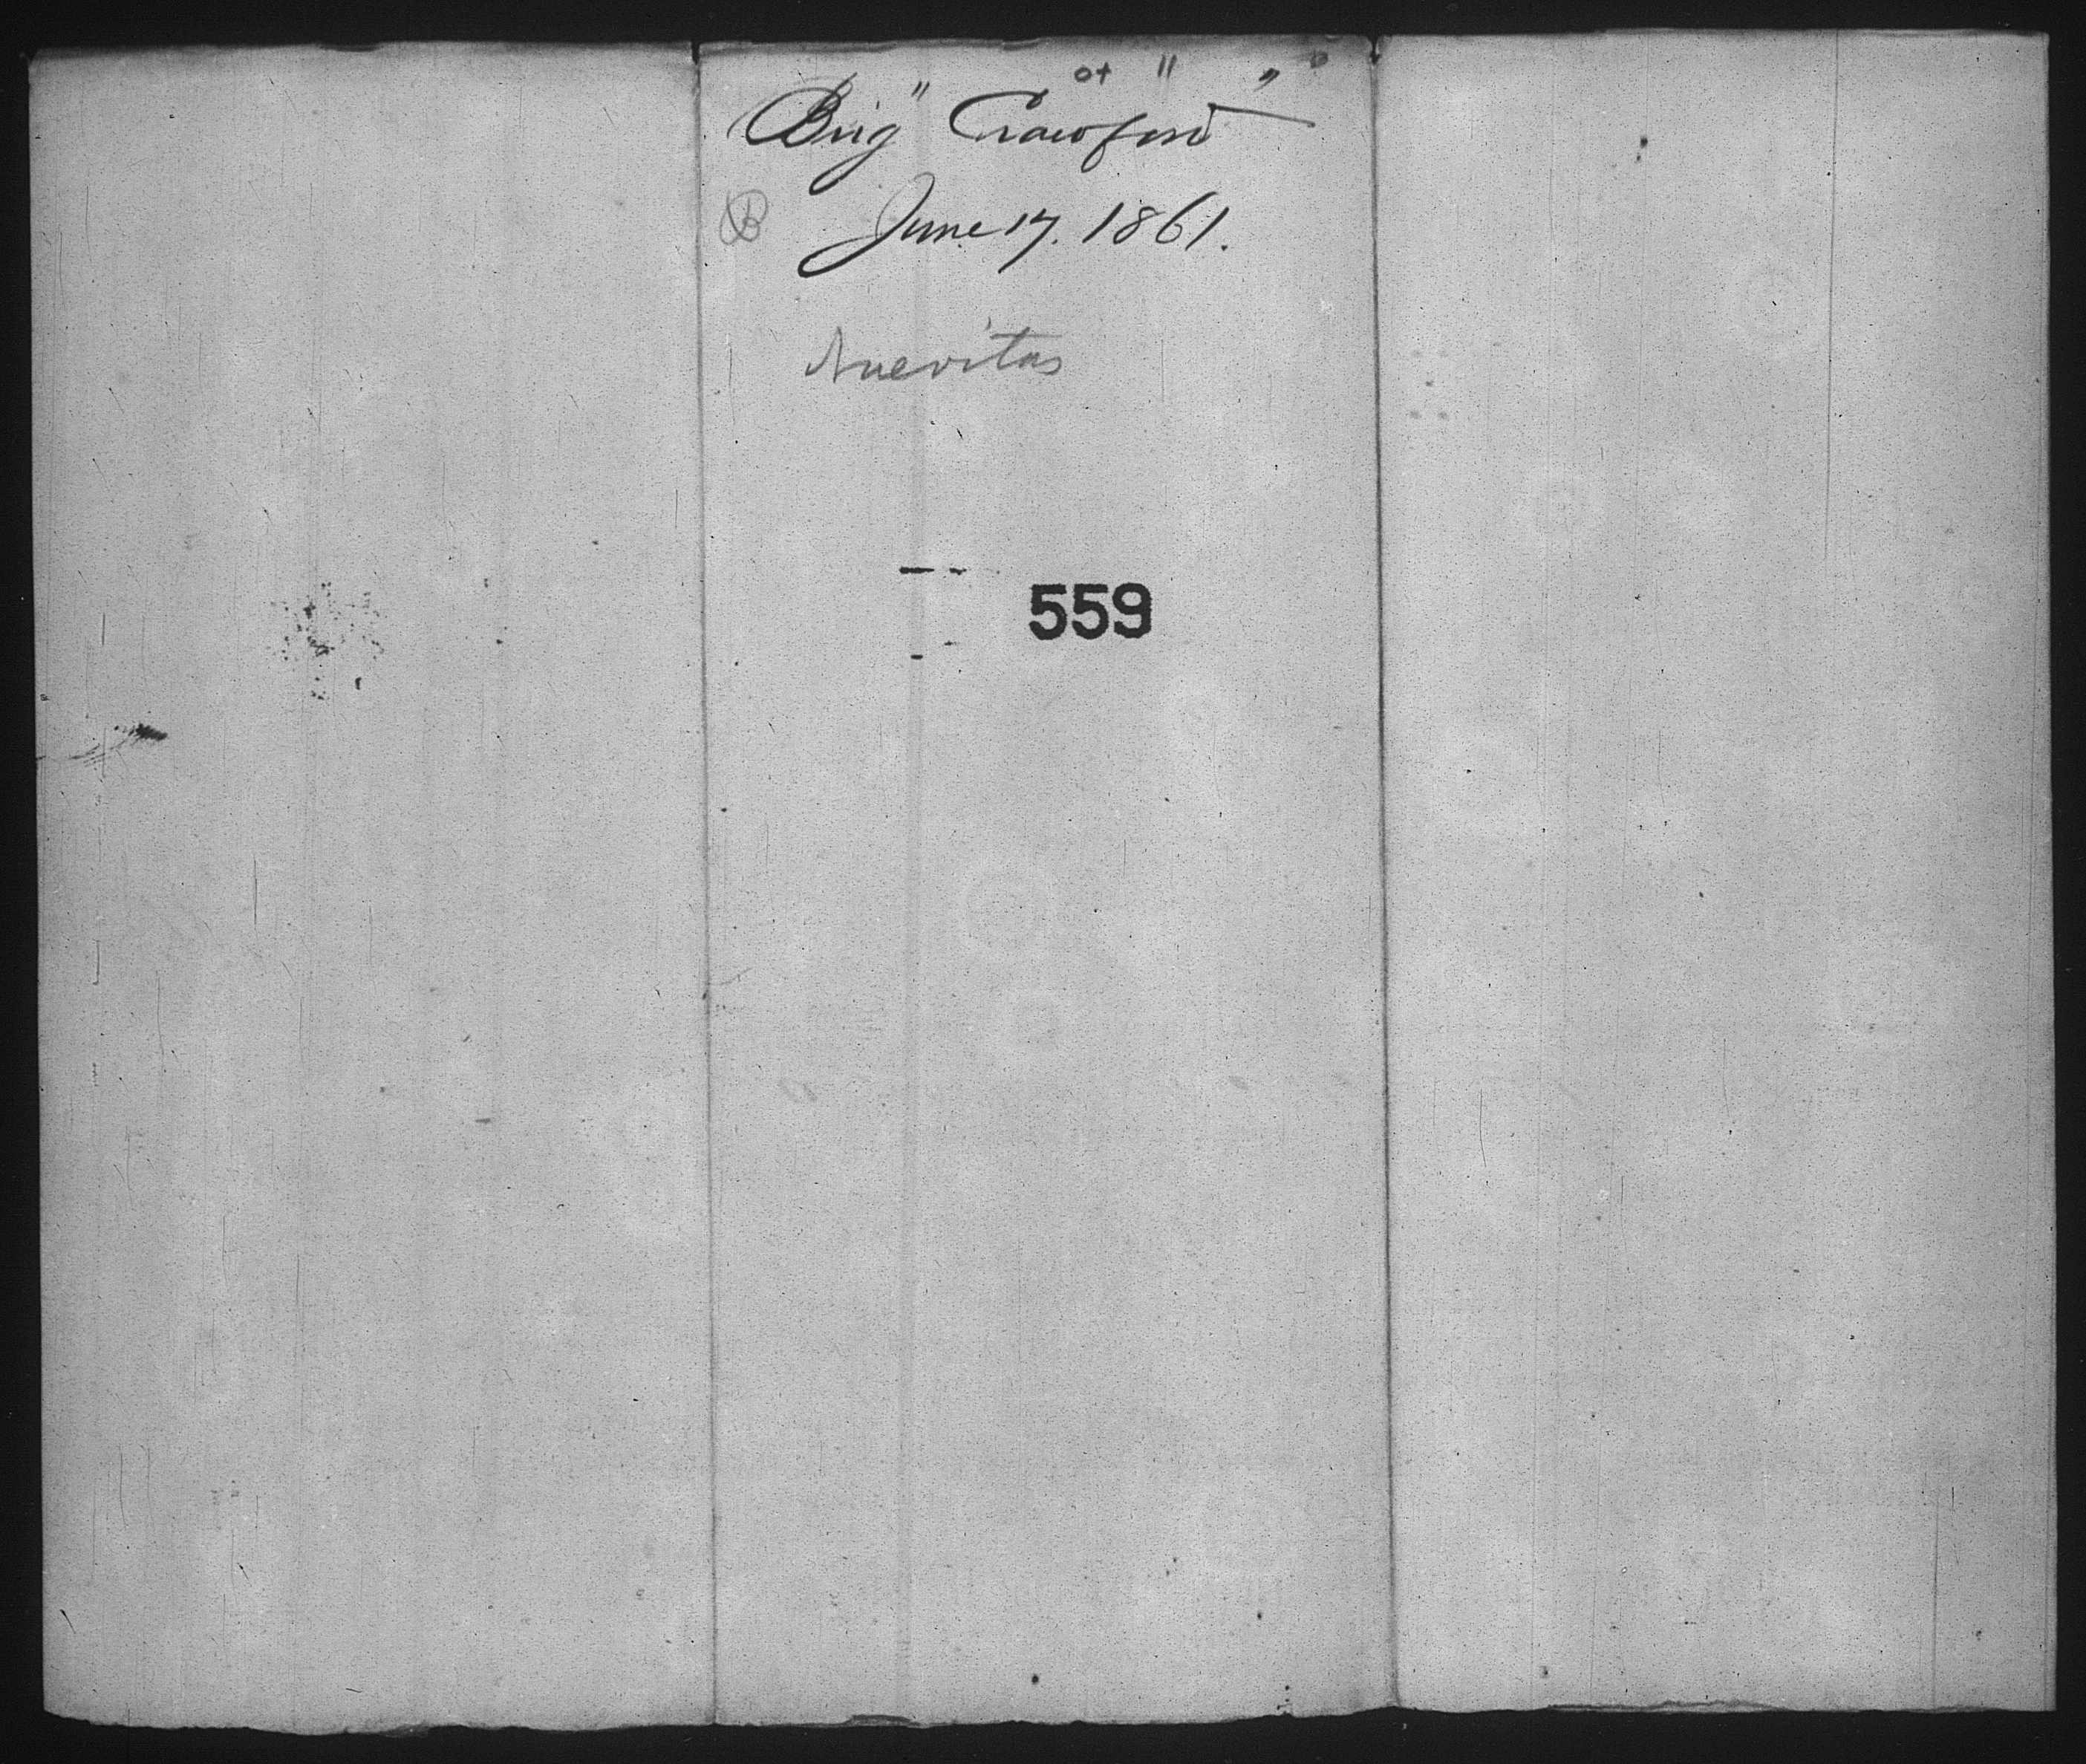 Brig " Crawford "
B June 17. 1861.
Nuevitas
559